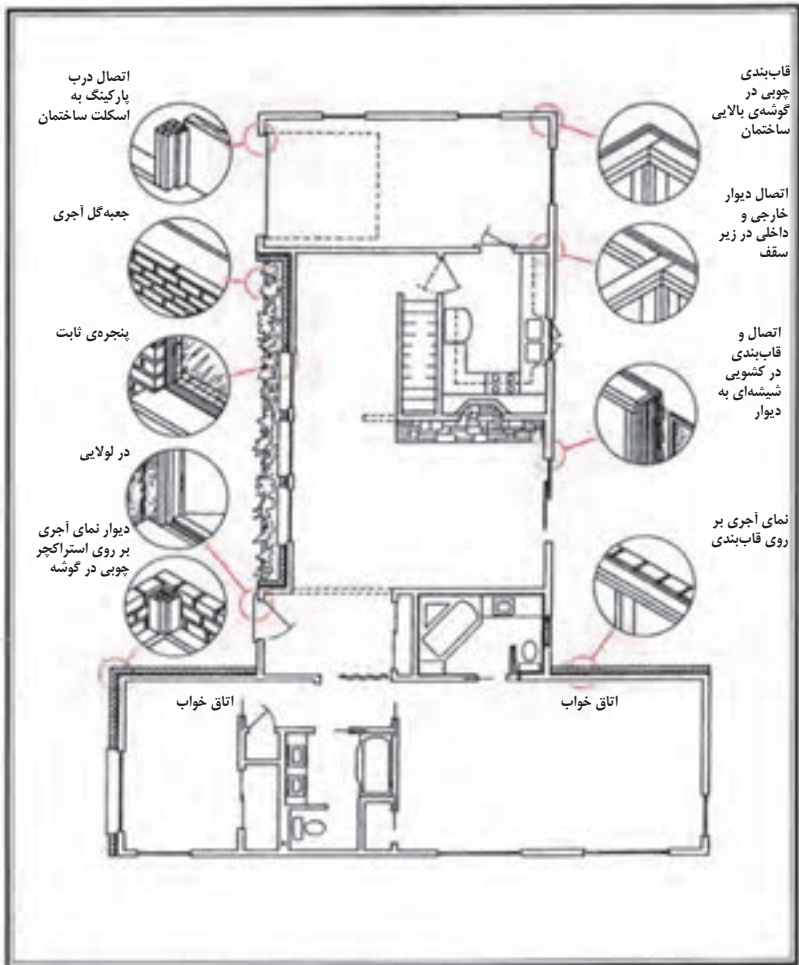 قاب‌بندی
چوبی در
گوشه‌ی بالایی
ساختمان
اتصال دیوار
خارجی و
داخلی در زیر
سقف
اتصال و
قاب‌بندی
در کشویی
شیشه‌ای به
دیوار
نمای آجری بر
روی قاب‌بندی
اتصال درب
پارکینگ به
اسکلت ساختمان
جعبه‌گل آجری
پنجره‌ی ثابت
در لولایی
دیوار نمای آجری
بر روی استراکچر
چوبی در گوشه
اتاق خواب
اتاق خواب